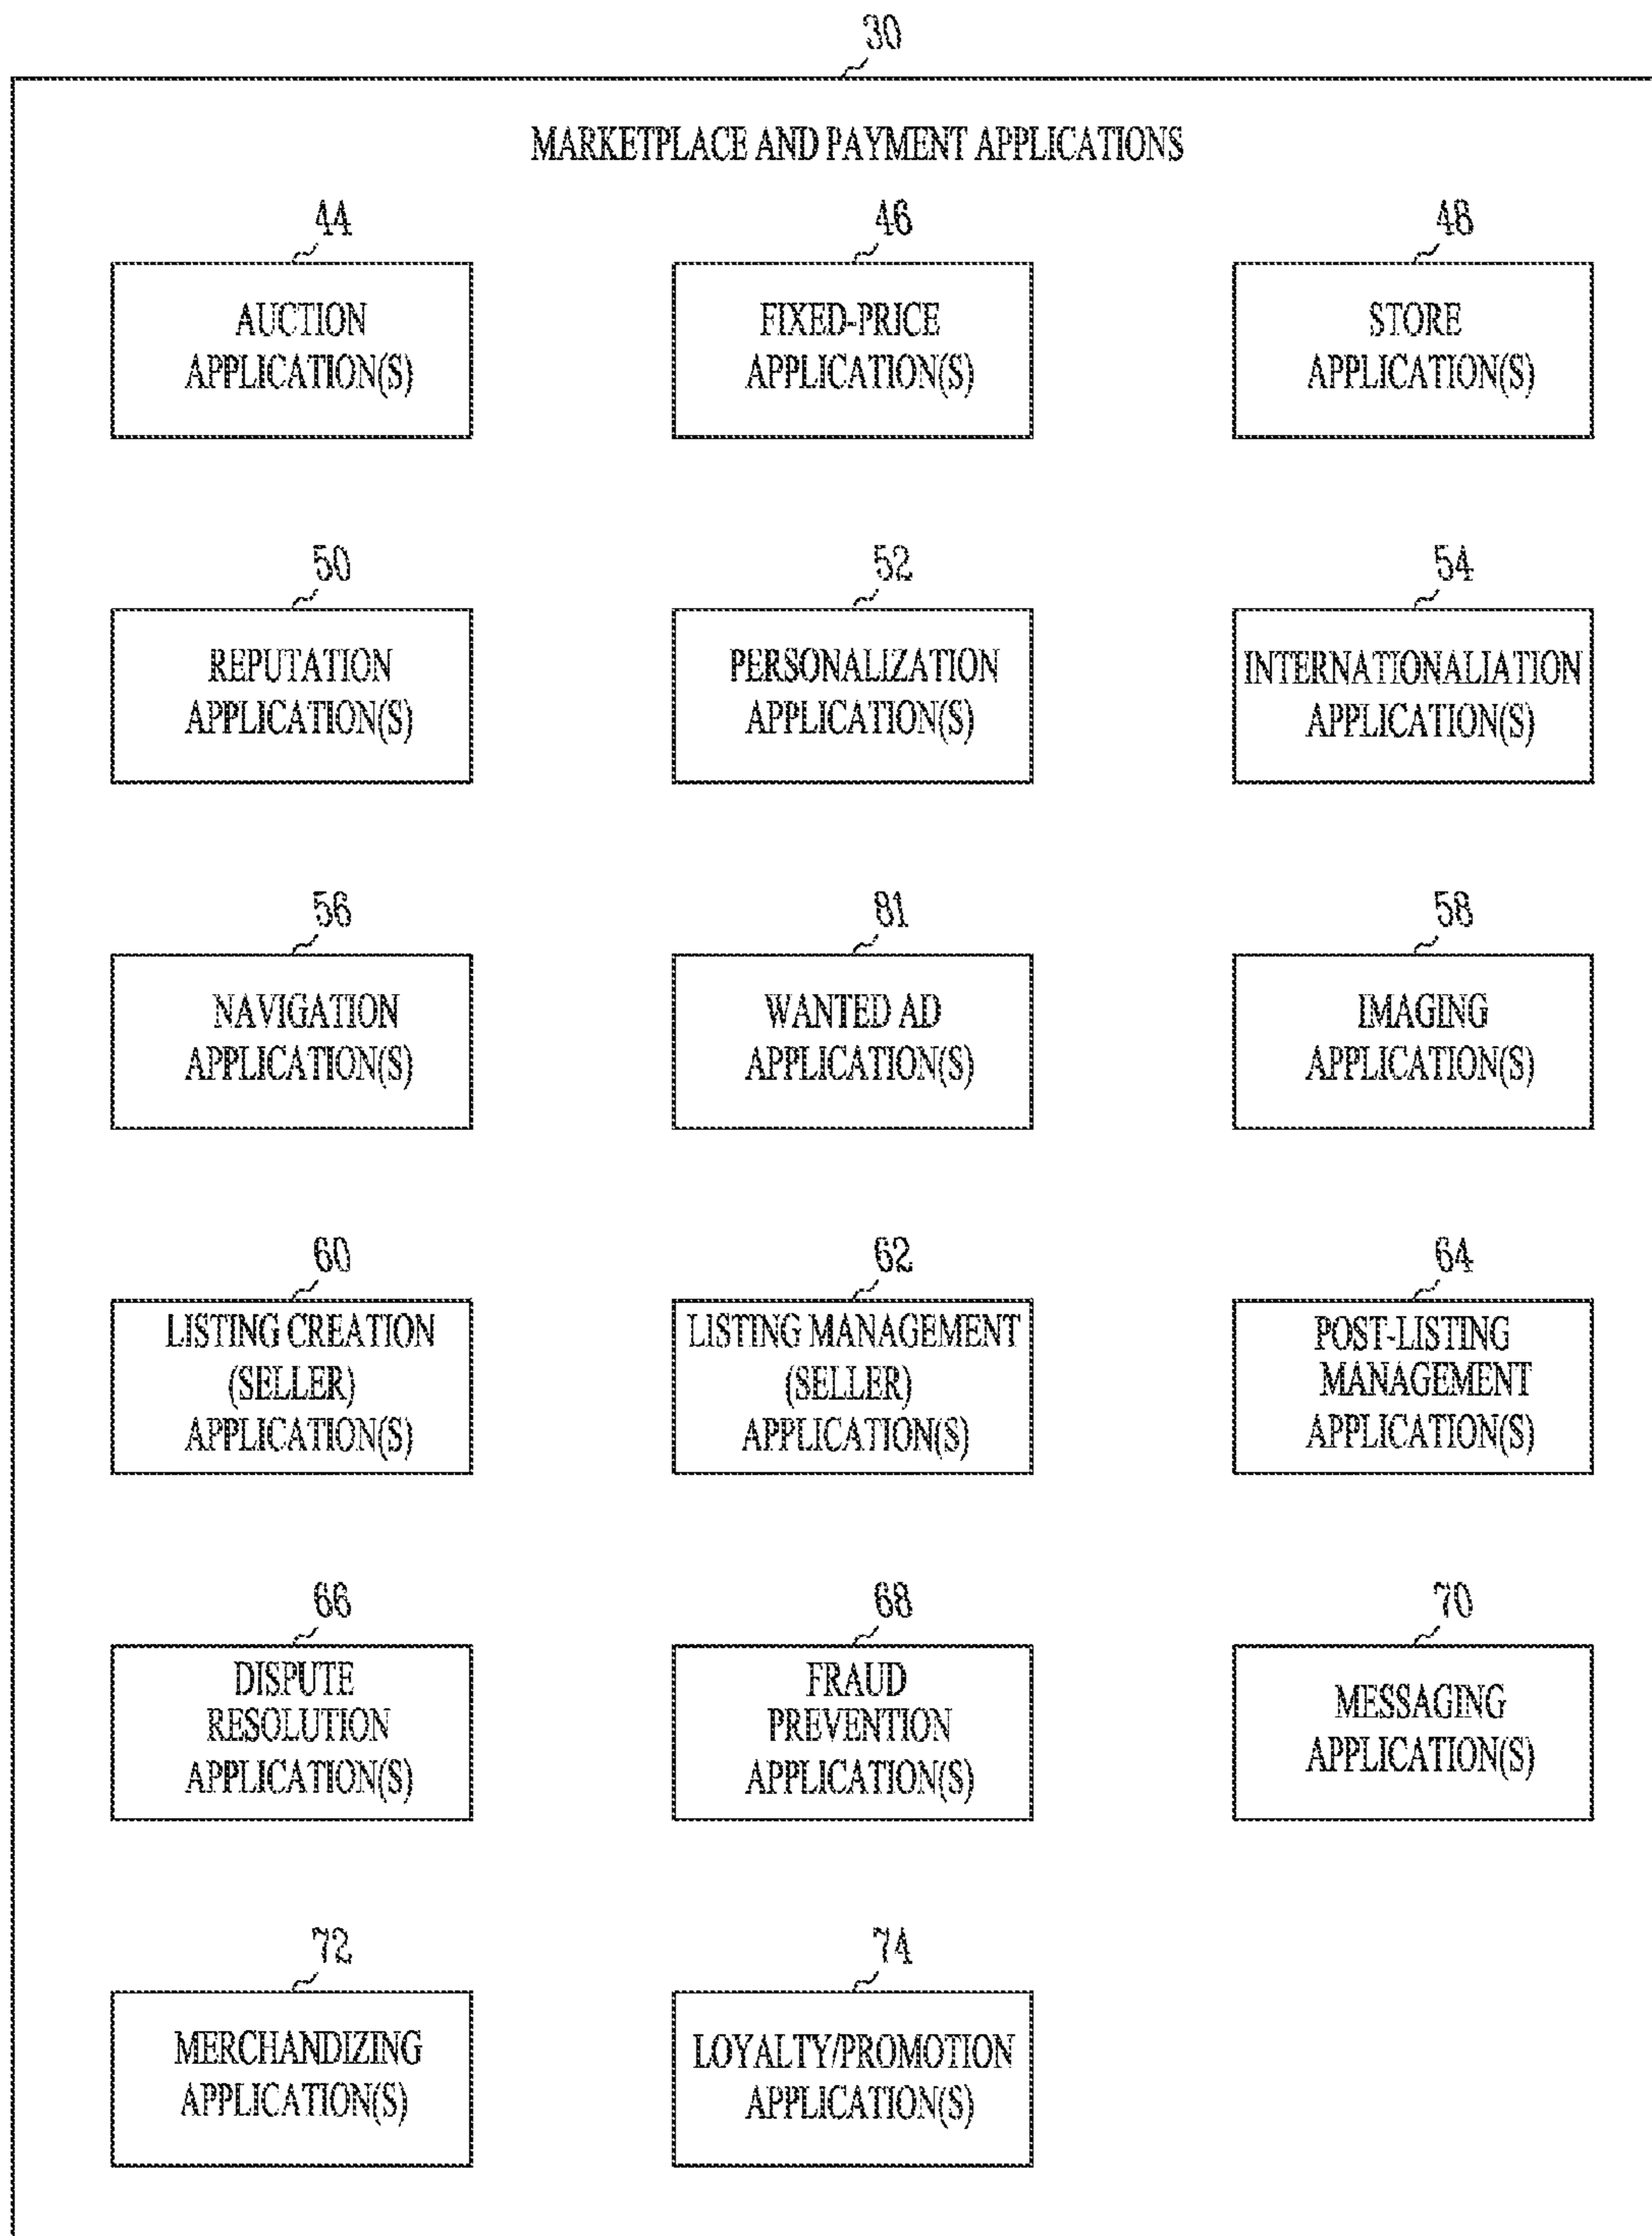 30
MARKETPLACE AND PAYMENT APPLICATIONS
44
AUCTION
APPLICATION(S)
46
FIXED-PRICE
APPLICATION(S)
48
STORE
APPLICATION(S)
50
REPUTATION
APPLICATION(S)
52
PERSONALIZATION
APPLICATION(S)
54
INTERNATIONALIATION
APPLICATION(S)
56
NAVIGATION
APPLICATION(S)
81
WANTED AD
APPLICATION(S)
58
IMAGING
APPLICATION(S)
60
LISTING CREATION
(SELLER)
APPLICATION(S)
62
LISTING MANAGEMENT
(SELLER)
APPLICATION(S)
64
POST-LISTING
MANAGEMENT
APPLICATION(S)
66
DISPUTE
RESOLUTION
APPLICATION(S)
68
FRAUD
PREVENTION
APPLICATION(S)
70
MESSAGING
APPLICATION(S)
72
MERCHANDIZING
APPLICATION(S)
74
LOYALTY/PROMOTION
APPLICATION(S)